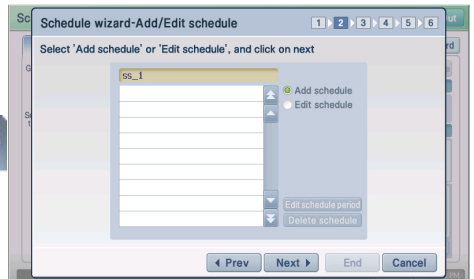 Schedule wizard-Add/Edit schedule
1 2 3 4 5 6
Select 'Add schedule' or 'Edit schedule', and click on next
ss_1
Add schedule
Edit schedule
Edit schedule period
Delete schedule
Prev Next End Cancel
PM